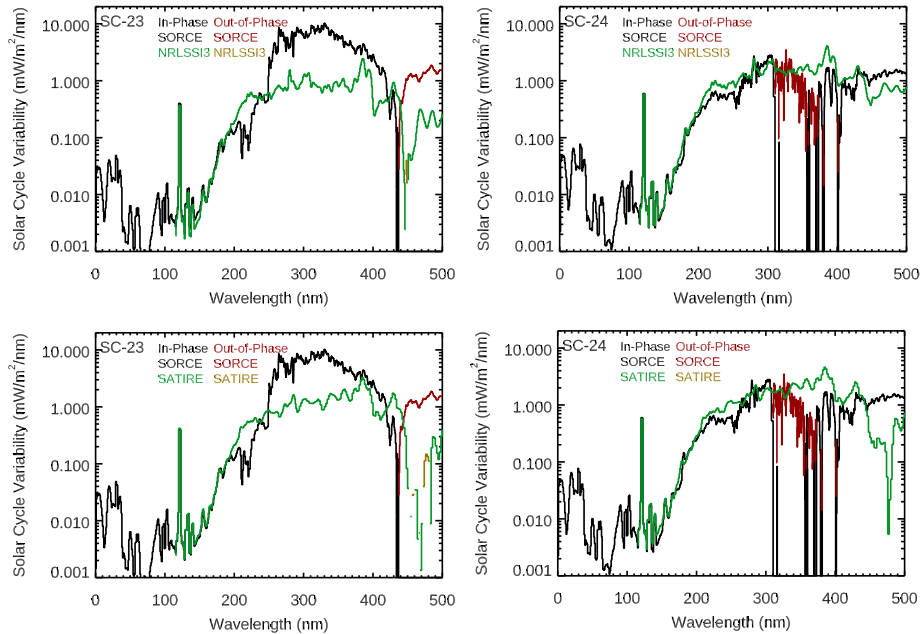 SC-23
In-Phase Out-of-Phase
SORCE SORCE
NRLSSI3 NRLSSI3
Solar Cycle Variability (mW/m²/nm)
10.000
1.000
0.100
0.010
0.001
0 100 200 300 400 500
Wavelength (nm)
SC-24
In-Phase Out-of-Phase
SORCE SORCE
NRLSSI3 NRLSSI3
Solar Cycle Variability (mW/m²/nm)
10.000
1.000
0.100
0.010
0.001
0 100 200 300 400 500
Wavelength (nm)
SC-23
In-Phase Out-of-Phase
SORCE SORCE
SATIRE SATIRE
Solar Cycle Variability (mW/m²/nm)
10.000
1.000
0.100
0.010
0.001
0 100 200 300 400 500
Wavelength (nm)
SC-24
In-Phase Out-of-Phase
SORCE SORCE
SATIRE SATIRE
Solar Cycle Variability (mW/m²/nm)
10.000
1.000
0.100
0.010
0.001
0 100 200 300 400 500
Wavelength (nm)